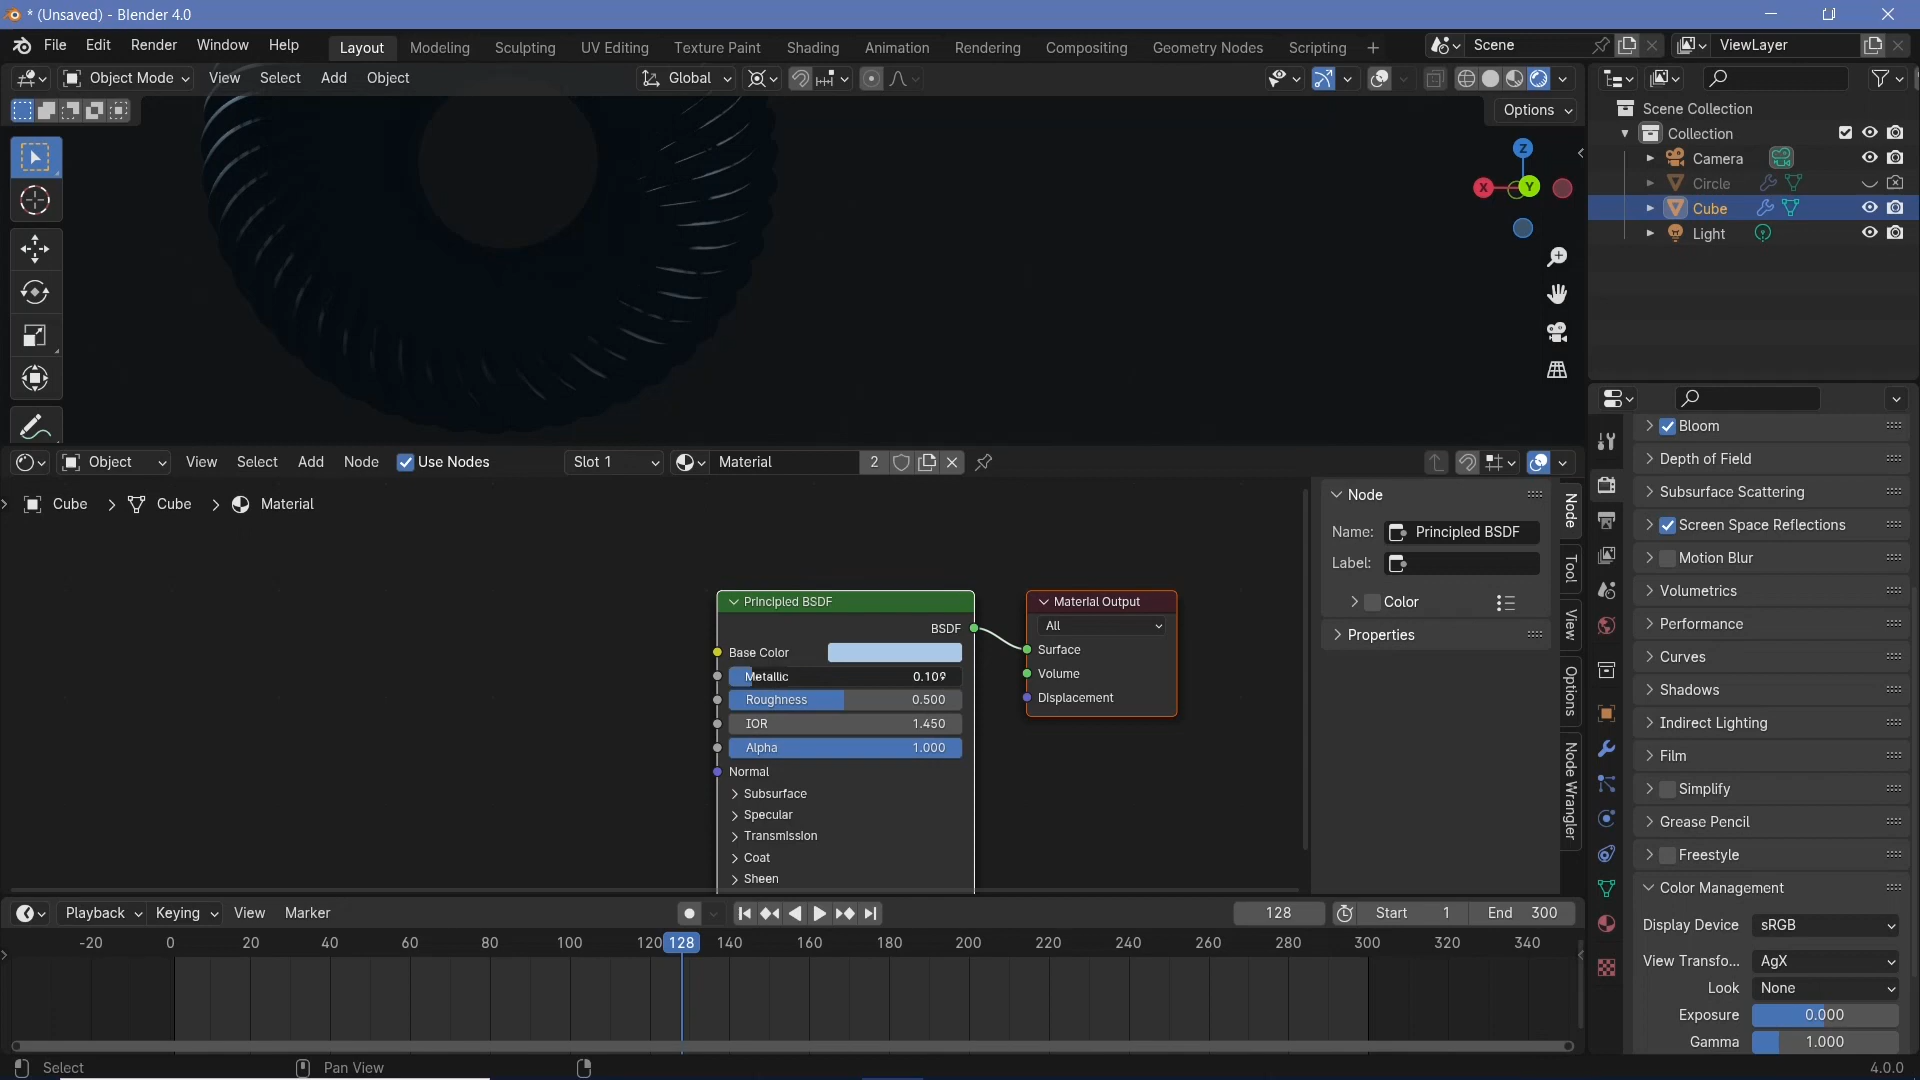 * (Unsaved) - Blender 4.0
File Edit Render Window Help Layout Modeling Sculpting UV Editing Texture Paint Shading Animation Rendering Compositing Geometry Nodes Scripting + Scene ViewLayer
Object Mode View Select Add Object Global
Options
Z
X Y
Scene Collection
Collection
Camera
Circle
Cube
Light
Object View Select Add Node Use Nodes Slot 1 Material 2
Cube > Cube > Material
Principled BSDF
BSDF
Base Color
Metallic 0.109
Roughness 0.500
IOR 1.450
Alpha 1.000
Normal
Subsurface
Specular
Transmission
Coat
Sheen
Material Output
All
Surface
Volume
Displacement
Node
Name: Principled BSDF
Label:
Color
Properties
Node
Tool
View
Options
Node Wrangler
Bloom
Depth of Field
Subsurface Scattering
Screen Space Reflections
Motion Blur
Volumetrics
Performance
Curves
Shadows
Indirect Lighting
Film
Simplify
Grease Pencil
Freestyle
Color Management
Display Device sRGB
View Transfo... AgX
Look None
Exposure 0.000
Gamma 1.000
Playback Keying View Marker 128 Start 1 End 300
-20 0 20 40 60 80 100 120 128 140 160 180 200 220 240 260 280 300 320 340
Select Pan View 4.0.0